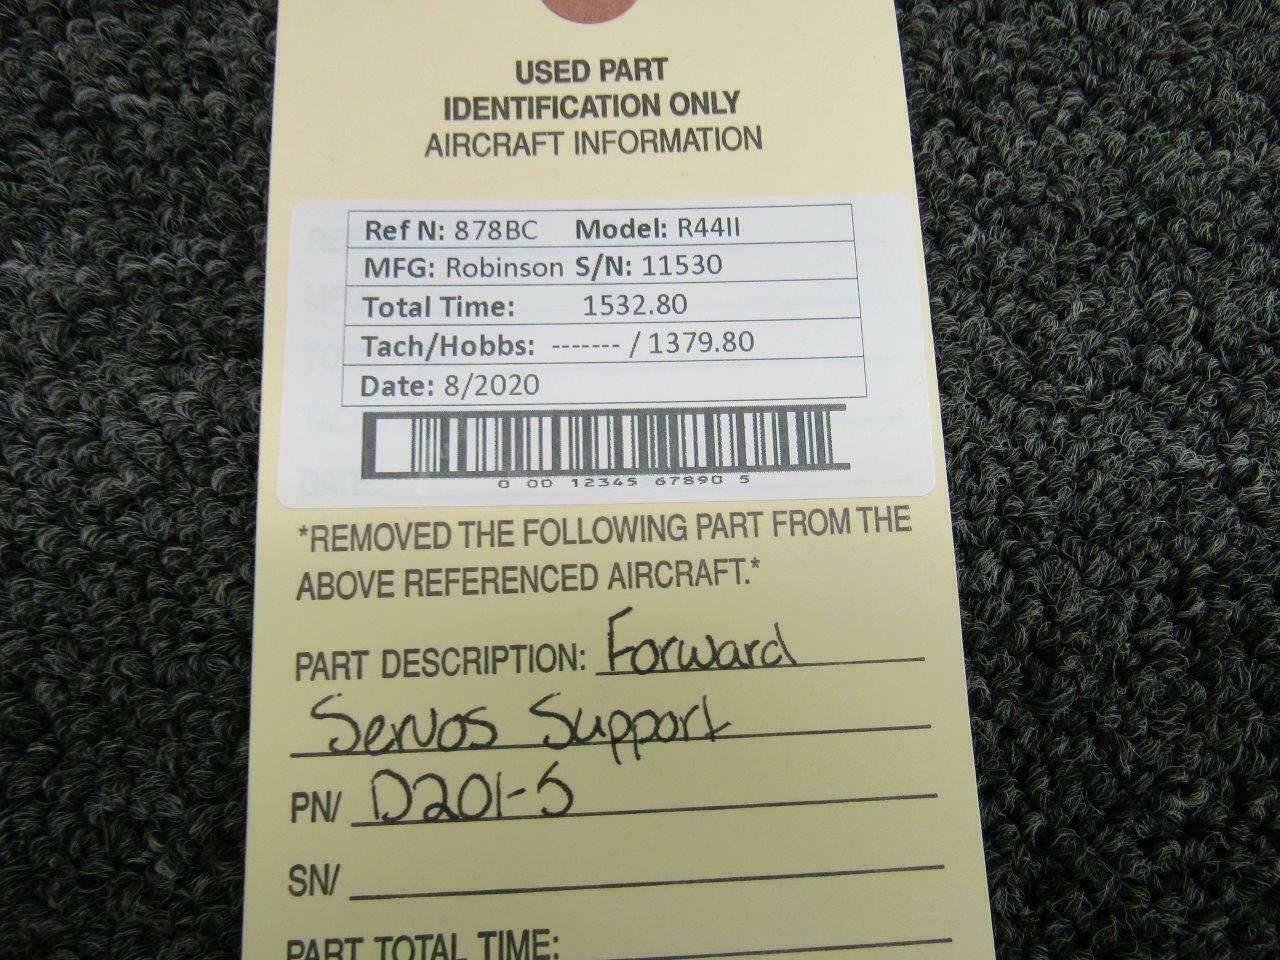 USED PART
IDENTIFICATION ONLY
AIRCRAFT INFORMATION
Ref N: 878BC Model: R44II
MFG: Robinson S/N: 11530
Total Time: 1532.80
Tach/Hobbs: ------- / 1379.80
Date: 8/2020
0 00 12345 67890 5
*REMOVED THE FOLLOWING PART FROM THE
ABOVE REFERENCED AIRCRAFT.*
PART DESCRIPTION: Forward
Servos Support
PN/ D201-5
SN/
PART TOTAL TIME: